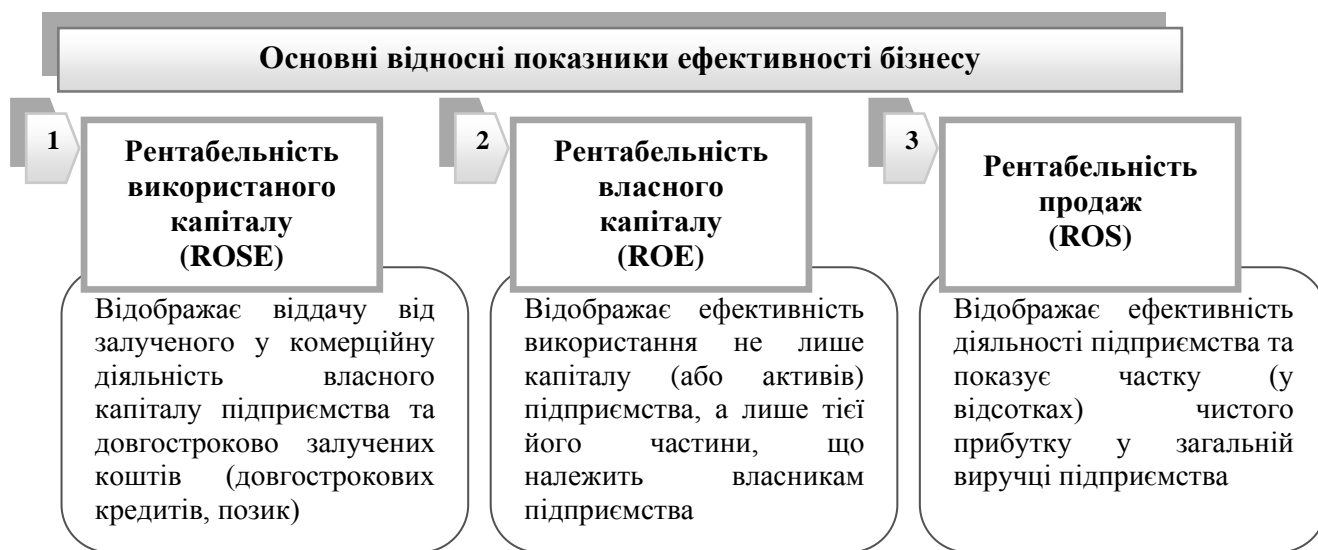 Основні відносні показники ефективності бізнесу
1
Рентабельність
використаного
капіталу
(ROSE)
Відображає віддачу від
залученого у комерційну
діяльність власного
капіталу підприємства та
довгостроково залучених
коштів (довгострокових
кредитів, позик)
2
Рентабельність
власного
капіталу
(ROE)
Відображає ефективність
використання не лише
капіталу (або активів)
підприємства, а лише тієї
його частини, що
належить власникам
підприємства
3
Рентабельність
продаж
(ROS)
Відображає ефективність
діяльності підприємства та
показує частку (у
відсотках) чистого
прибутку у загальній
виручці підприємства